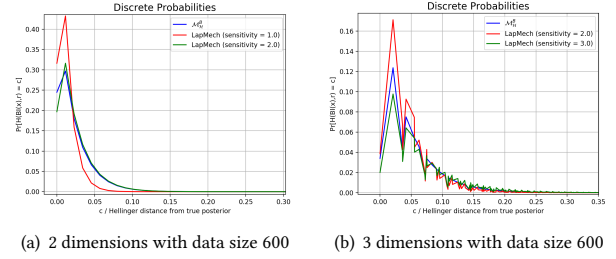 Discrete Probabilities
Pr[H(BI(x),r) = c]
0.40
0.35
0.30
0.25
0.20
0.15
0.10
0.05
0.00
ℳ_ℋ^B
LapMech (sensitivity = 1.0)
LapMech (sensitivity = 2.0)
0.00 0.05 0.10 0.15 0.20 0.25 0.30
c / Hellinger distance from true posterior
(a) 2 dimensions with data size 600
Discrete Probabilities
Pr[H(BI(x),r) = c]
0.16
0.14
0.12
0.10
0.08
0.06
0.04
0.02
0.00
LapMech (sensitivity = 2.0)
LapMech (sensitivity = 3.0)
0.00 0.05 0.10 0.15 0.20 0.25 0.30 0.35
c / Hellinger distance from true posterior
(b) 3 dimensions with data size 600